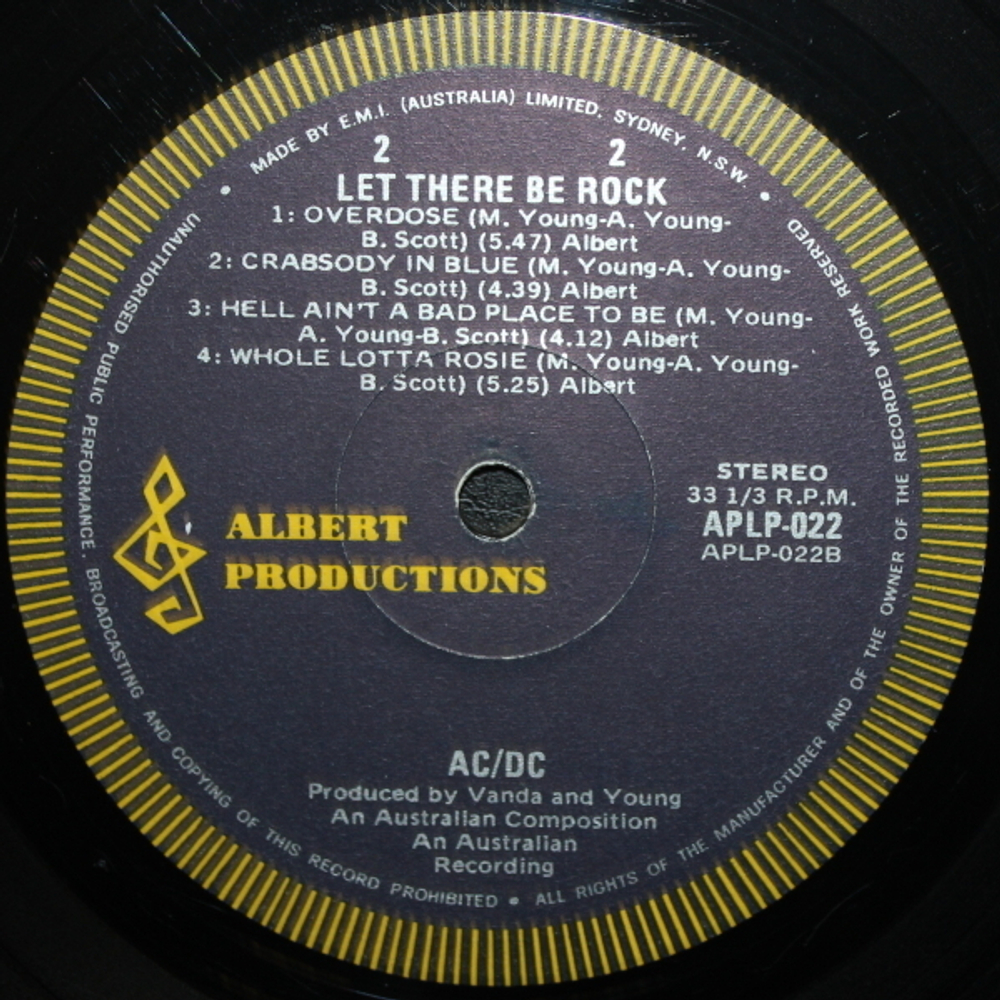 MADE BY E.M.I. (AUSTRALIA) LIMITED, SYDNEY, N.S.W.
2 2
LET THERE BE ROCK
1: OVERDOSE (M. Young-A. Young-
B. Scott) (5.47) Albert
2: CRABSODY IN BLUE (M. Young-A. Young-
B. Scott) (4.39) Albert
3: HELL AIN'T A BAD PLACE TO BE (M. Young-
A. Young-B. Scott) (4.12) Albert
4: WHOLE LOTTA ROSIE (M. Young-A. Young-
B. Scott) (5.25) Albert
STEREO
33 1/3 R.P.M.
APLP-022
APLP-022B
ALBERT
PRODUCTIONS
AC/DC
Produced by Vanda and Young
An Australian Composition
An Australian
Recording
UNAUTHORISED PUBLIC PERFORMANCE, BROADCASTING AND COPYING OF THIS RECORD PROHIBITED • ALL RIGHTS OF THE MANUFACTURER AND OF THE OWNER OF THE RECORDED WORK RESERVED